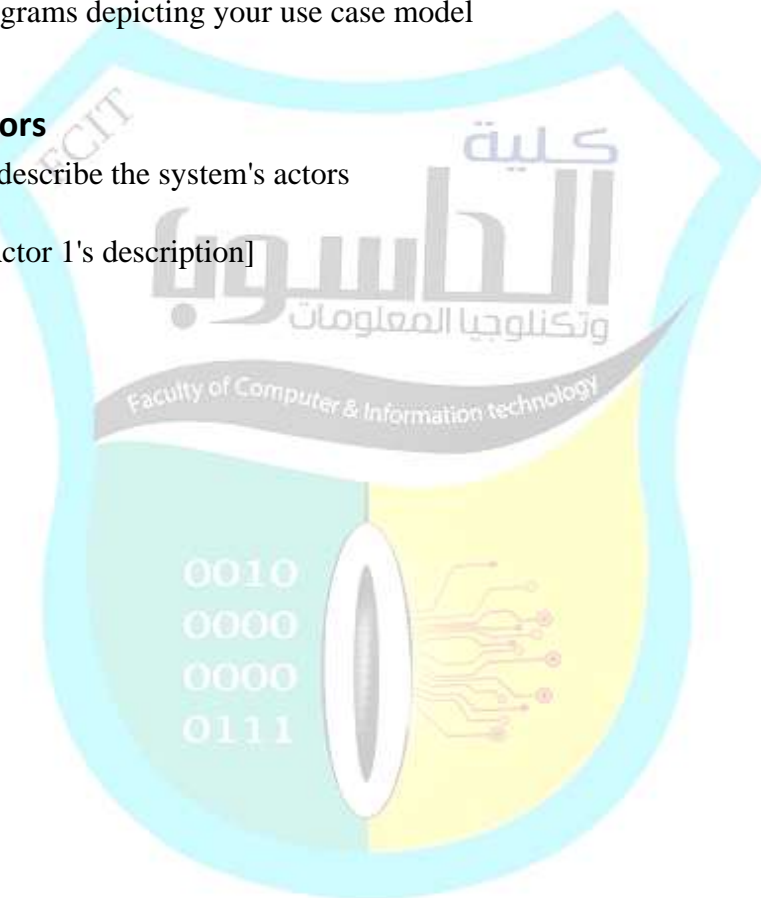 grams depicting your use case model
ors
FCIT
describe the system's actors
كلية
الحاسوب
ctor 1's description]
وتكنلوجيا المعلومات
Faculty of Computer & Information technology
0010
0000
0000
0111